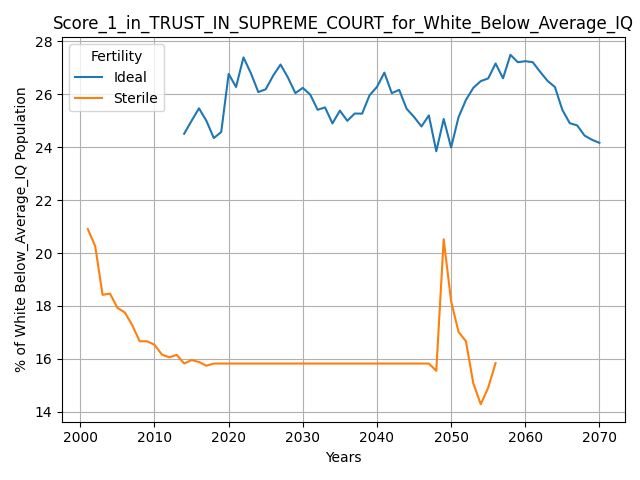 Score_1_in_TRUST_IN_SUPREME_COURT_for_White_Below_Average_IQ
Fertility
Ideal
Sterile
% of White Below_Average_IQ Population
28
26
24
22
20
18
16
14
2000 2010 2020 2030 2040 2050 2060 2070
Years